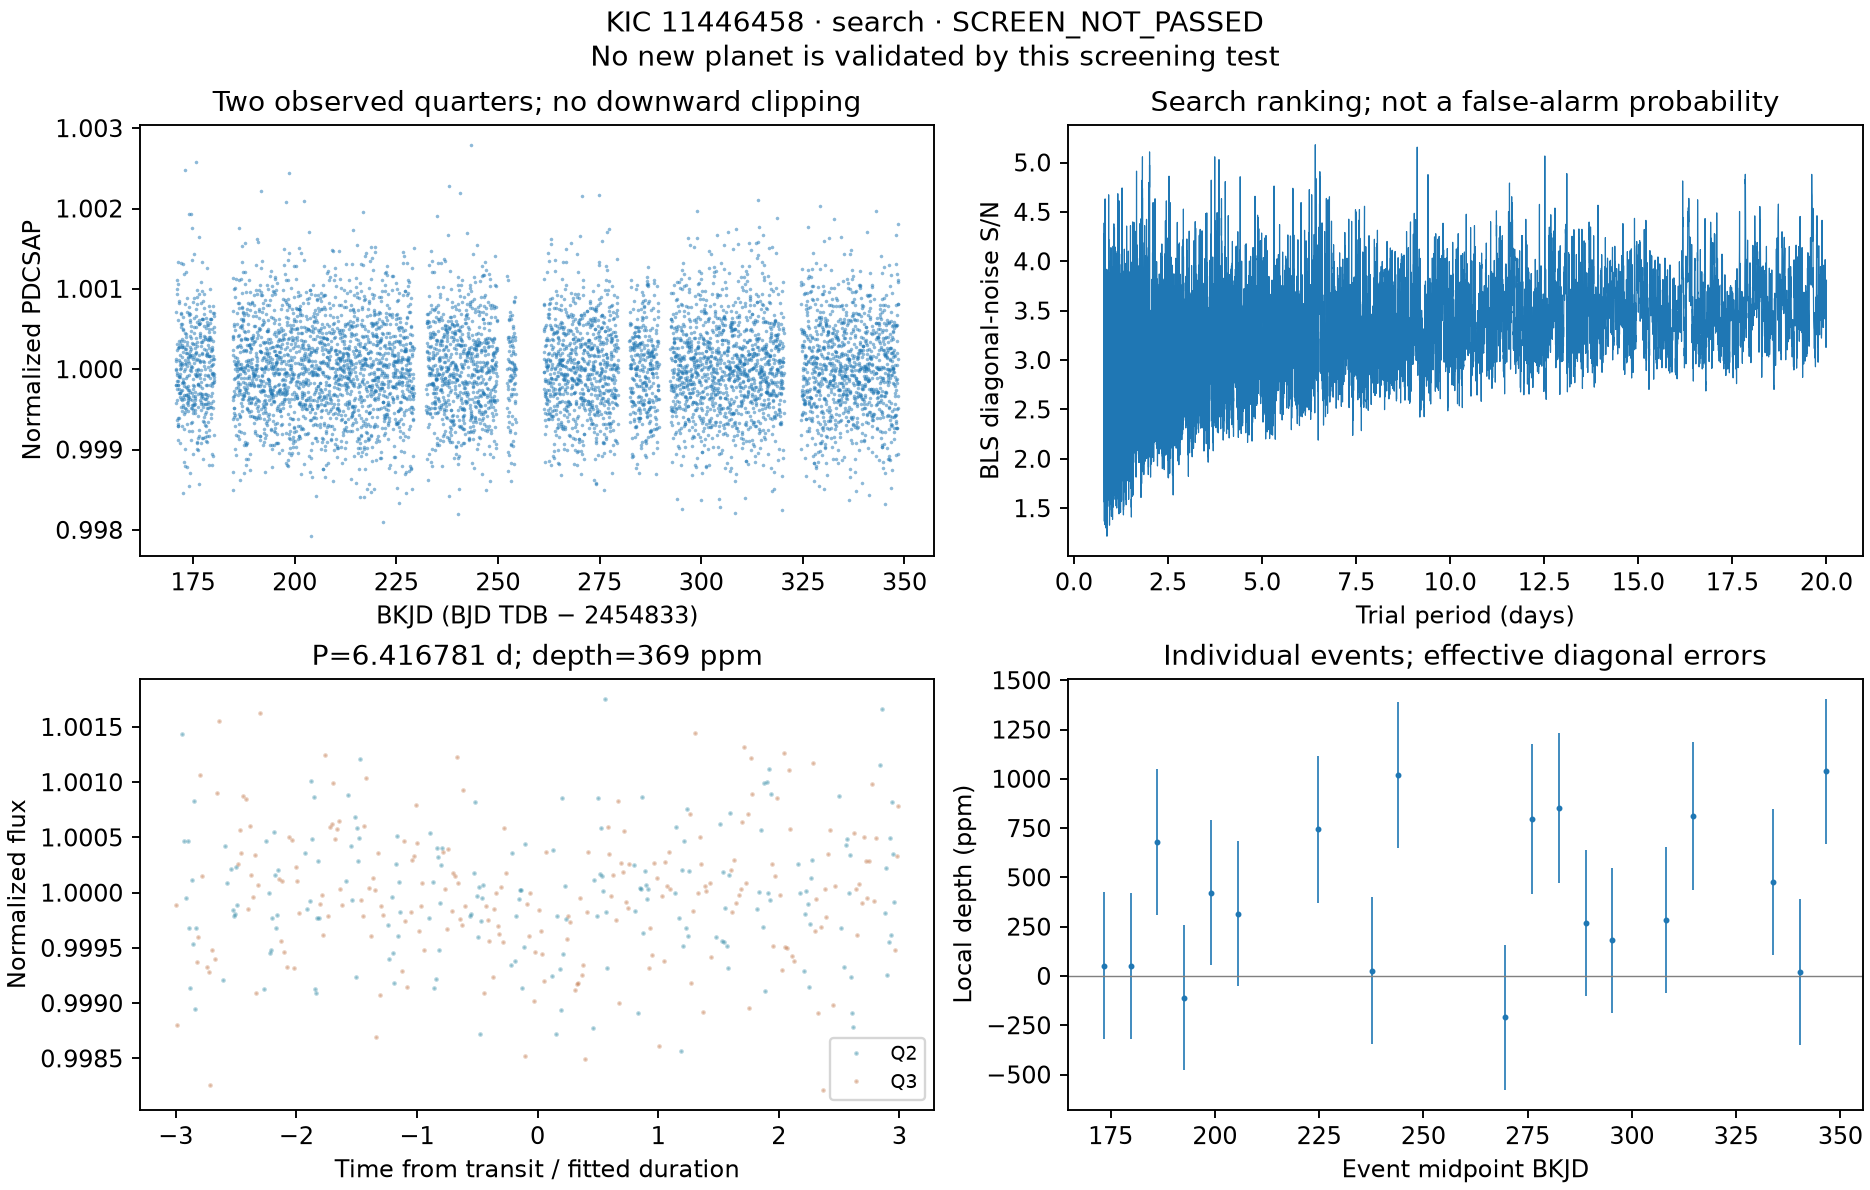 KIC 11446458 · search · SCREEN_NOT_PASSED
No new planet is validated by this screening test
Two observed quarters; no downward clipping
1.003
1.002
1.001
1.000
0.999
0.998
Normalized PDCSAP
175 200 225 250 275 300 325 350
BKJD (BJD TDB − 2454833)
Search ranking; not a false-alarm probability
5.0
4.5
4.0
3.5
3.0
2.5
2.0
1.5
BLS diagonal-noise S/N
0.0 2.5 5.0 7.5 10.0 12.5 15.0 17.5 20.0
Trial period (days)
P=6.416781 d; depth=369 ppm
1.0015
1.0010
1.0005
1.0000
0.9995
0.9990
0.9985
Normalized flux
Q2
Q3
−3 −2 −1 0 1 2 3
Time from transit / fitted duration
Individual events; effective diagonal errors
1500
1250
1000
750
500
250
0
−250
−500
Local depth (ppm)
175 200 225 250 275 300 325 350
Event midpoint BKJD